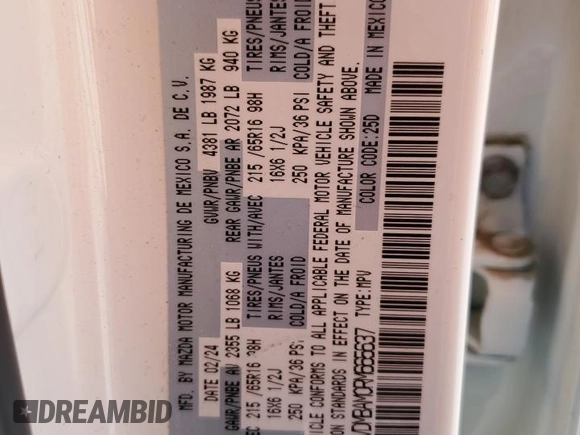 MFD. BY MAZDA MOTOR MANUFACTURING DE MEXICO S.A. DE C.V.
DATE 02/24 GVWR/PNBV 4381 LB 1987 KG
GAWR/PNBE AV 2355 LB 1068 KG REAR GAWR/PNBE AR 2072 LB 940 KG
TIRES/PNEUS WITH/AVEC TIRES/PNEUS
215 /65R16 98H 215 /65R16 98H
RIMS/JANTES 16X6 1/2J RIMS/JANTES
16X6 1/2J COLD/A FROID 250 KPA/36 PSI COLD/A FROID
250 KPA/36 PSI
CONFORMS TO ALL APPLICABLE FEDERAL MOTOR VEHICLE SAFETY AND THEFT
STANDARDS IN EFFECT ON THE DATE OF MANUFACTURE SHOWN ABOVE.
TYPE:MPV COLOR CODE:25D MADE IN MEXICO
DREAMBID